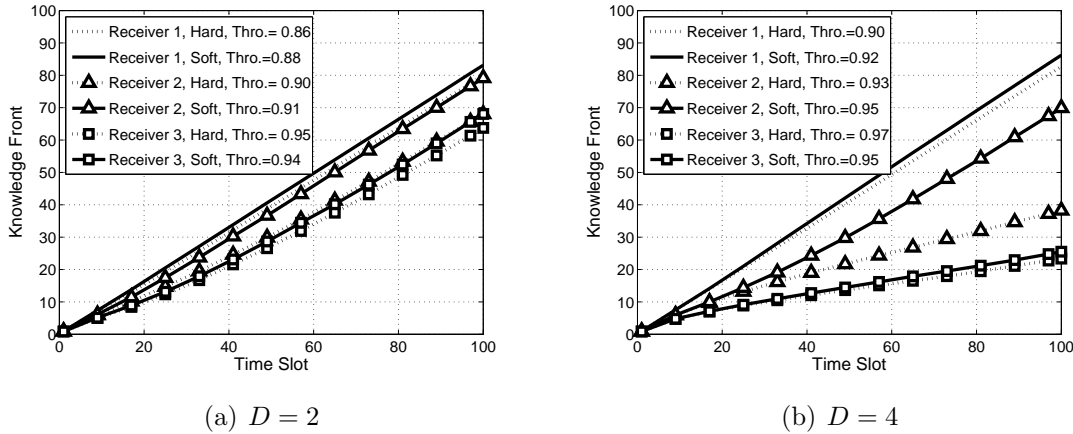 100
90
80
70
60
50
40
30
20
10
0
Knowledge Front
Receiver 1, Hard, Thro.= 0.86
Receiver 1, Soft, Thro.=0.88
Receiver 2, Hard, Thro.=0.90
Receiver 2, Soft, Thro.=0.91
Receiver 3, Hard, Thro.=0.95
Receiver 3, Soft, Thro.=0.94
0 20 40 60 80 100
Time Slot
(a) D = 2
100
90
80
70
60
50
40
30
20
10
0
Knowledge Front
Receiver 1, Hard, Thro.=0.90
Receiver 1, Soft, Thro.=0.92
Receiver 2, Hard, Thro.=0.93
Receiver 2, Soft, Thro.=0.95
Receiver 3, Hard, Thro.=0.97
Receiver 3, Soft, Thro.=0.95
0 20 40 60 80 100
Time Slot
(b) D = 4